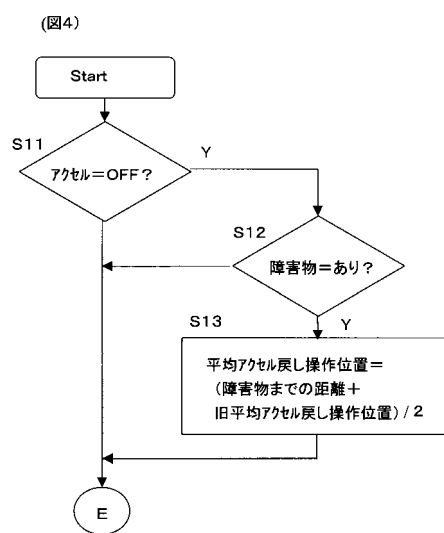 (図4)
Start
S11
アクセル=OFF?
Y
S12
障害物=あり?
S13
Y
平均アクセル戻し操作位置=
(障害物までの距離+
旧平均アクセル戻し操作位置)/2
E